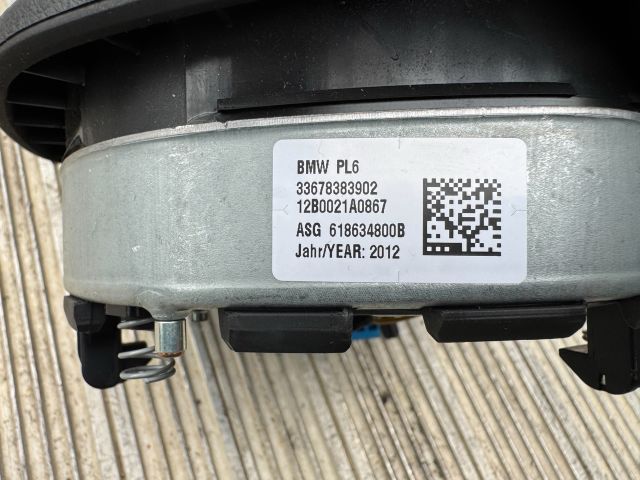 BMW PL6
33678383902
12B0021A0867
ASG 618634800B
Jahr/YEAR: 2012